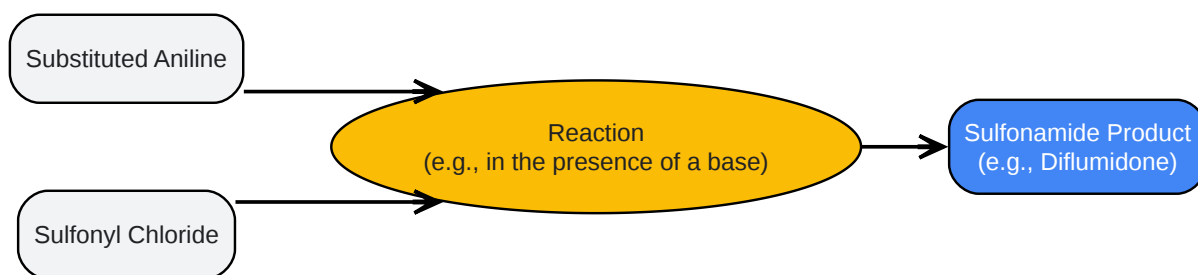 Substituted Aniline
Reaction
(e.g., in the presence of a base)
Sulfonamide Product
(e.g., Diflumidone)
Sulfonyl Chloride